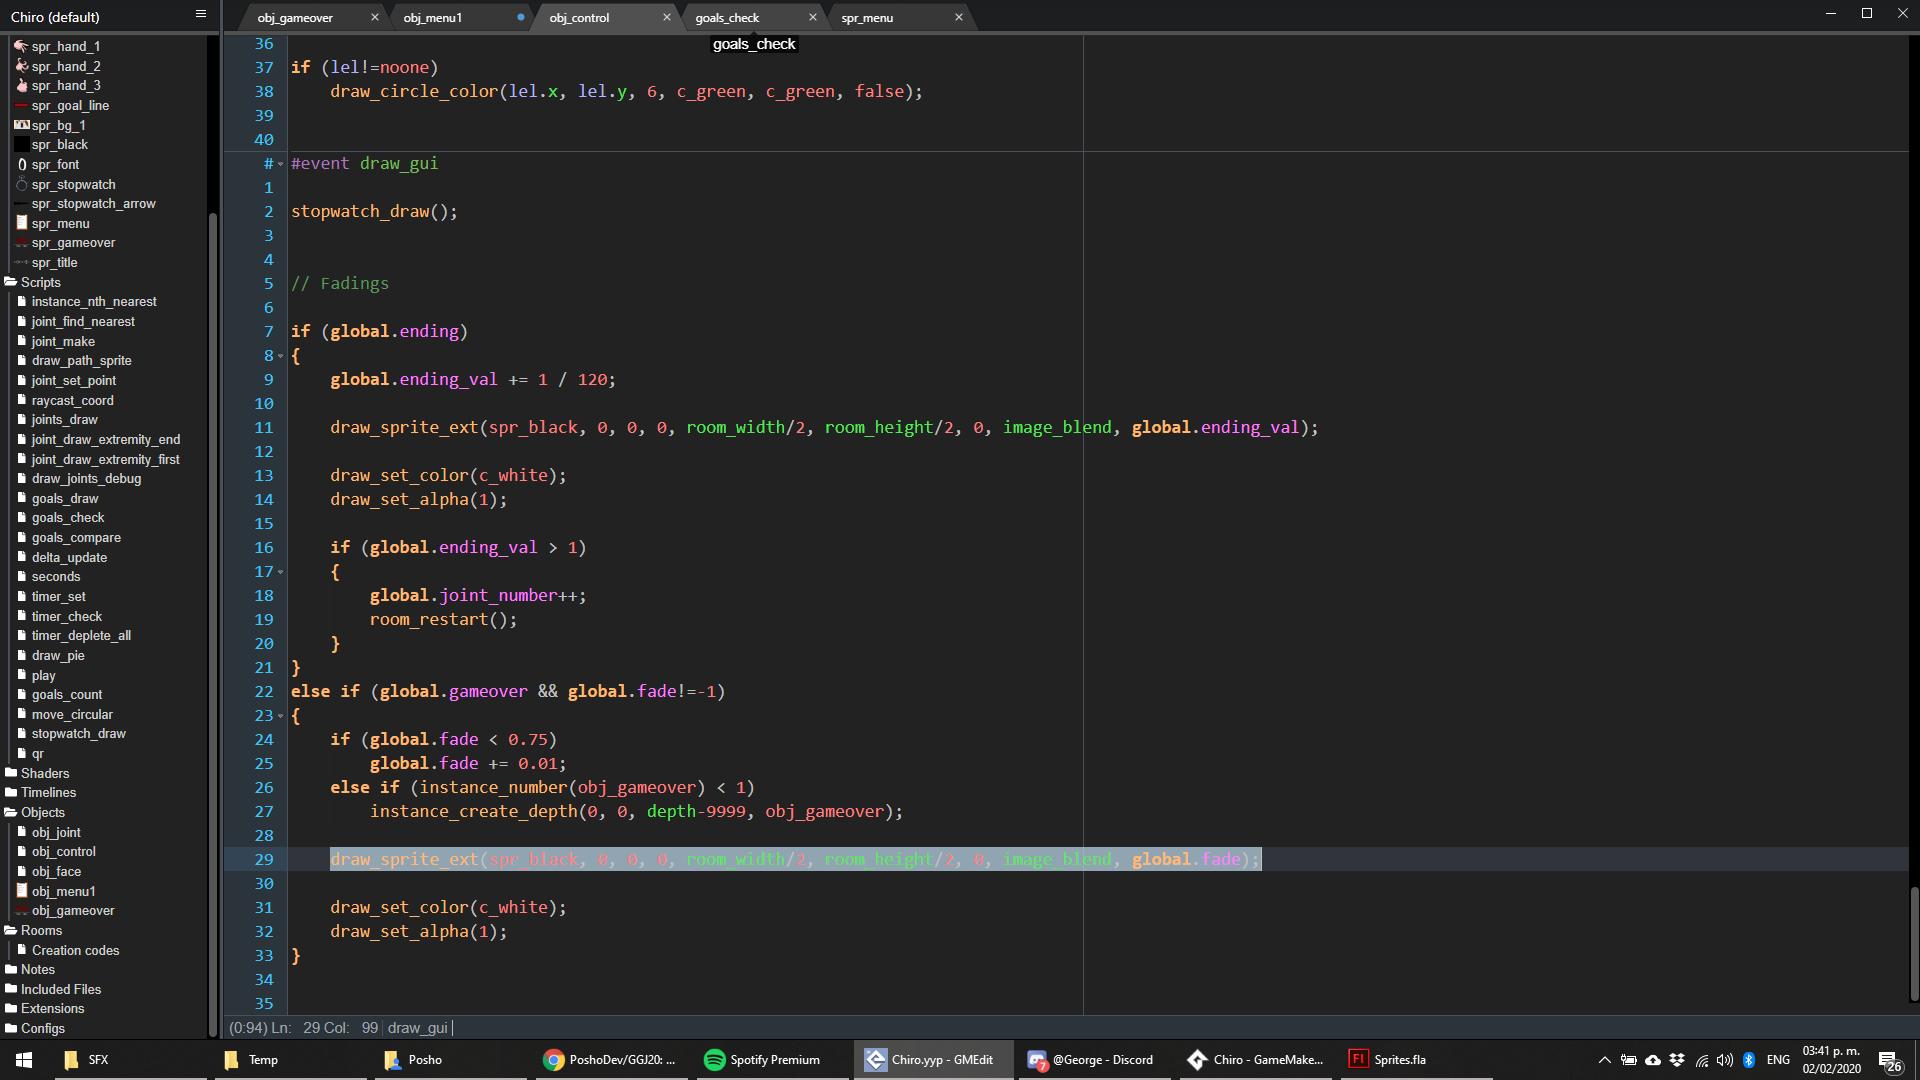 Chiro (default)
obj_gameover
obj_menu1
obj_control
goals_check
spr_menu
goals_check
spr_hand_1
spr_hand_2
spr_hand_3
spr_goal_line
spr_bg_1
spr_black
spr_font
spr_stopwatch
spr_stopwatch_arrow
spr_menu
spr_gameover
spr_title
Scripts
instance_nth_nearest
joint_find_nearest
joint_make
draw_path_sprite
joint_set_point
raycast_coord
joints_draw
joint_draw_extremity_end
joint_draw_extremity_first
draw_joints_debug
goals_draw
goals_check
goals_compare
delta_update
seconds
timer_set
timer_check
timer_deplete_all
draw_pie
play
goals_count
move_circular
stopwatch_draw
qr
Shaders
Timelines
Objects
obj_joint
obj_control
obj_face
obj_menu1
obj_gameover
Rooms
Creation codes
Notes
Included Files
Extensions
Configs
36
37 if (lel!=noone)
38 draw_circle_color(lel.x, lel.y, 6, c_green, c_green, false);
39
40
# #event draw_gui
1
2 stopwatch_draw();
3
4
5 // Fadings
6
7 if (global.ending)
8 {
9 global.ending_val += 1 / 120;
10
11 draw_sprite_ext(spr_black, 0, 0, 0, room_width/2, room_height/2, 0, image_blend, global.ending_val);
12
13 draw_set_color(c_white);
14 draw_set_alpha(1);
15
16 if (global.ending_val > 1)
17 {
18 global.joint_number++;
19 room_restart();
20 }
21 }
22 else if (global.gameover && global.fade!=-1)
23 {
24 if (global.fade < 0.75)
25 global.fade += 0.01;
26 else if (instance_number(obj_gameover) < 1)
27 instance_create_depth(0, 0, depth-9999, obj_gameover);
28
29 draw_sprite_ext(spr_black, 0, 0, 0, room_width/2, room_height/2, 0, image_blend, global.fade);
30
31 draw_set_color(c_white);
32 draw_set_alpha(1);
33 }
34
35
(0:94) Ln: 29 Col: 99 draw_gui
SFX
Temp
Posho
PoshoDev/GGJ20: ...
Spotify Premium
Chiro.yyp - GMEdit
7
@George - Discord
Chiro - GameMake...
Fl
Sprites.fla
ENG
03:41 p. m.
02/02/2020
26